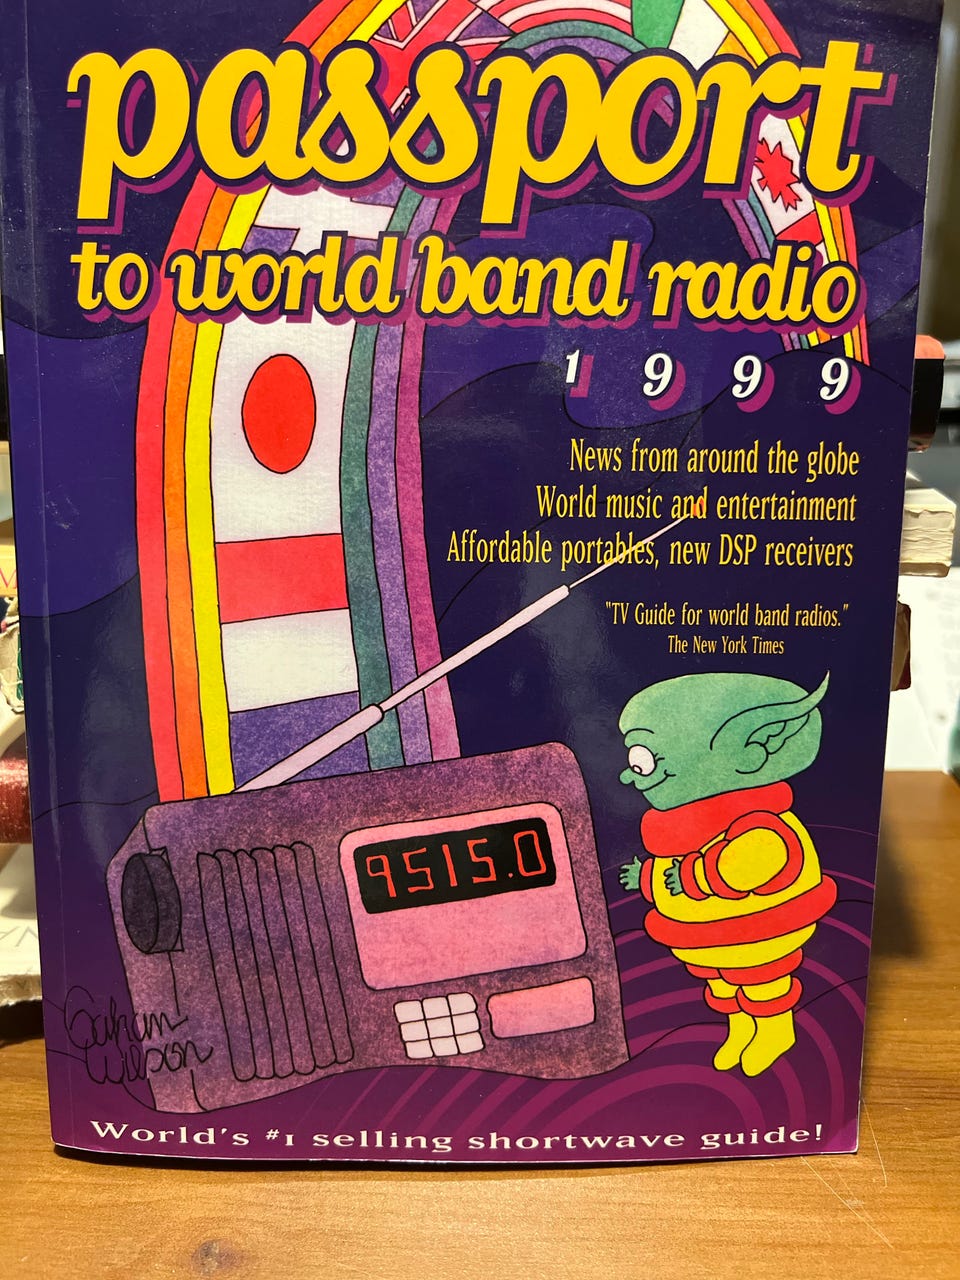 passport
to world band radio
1999
News from around the globe
World music and entertainment
Affordable portables, new DSP receivers
"TV Guide for world band radios."
The New York Times
9515.0
Gahan
Wilson
World's #1 selling shortwave guide!